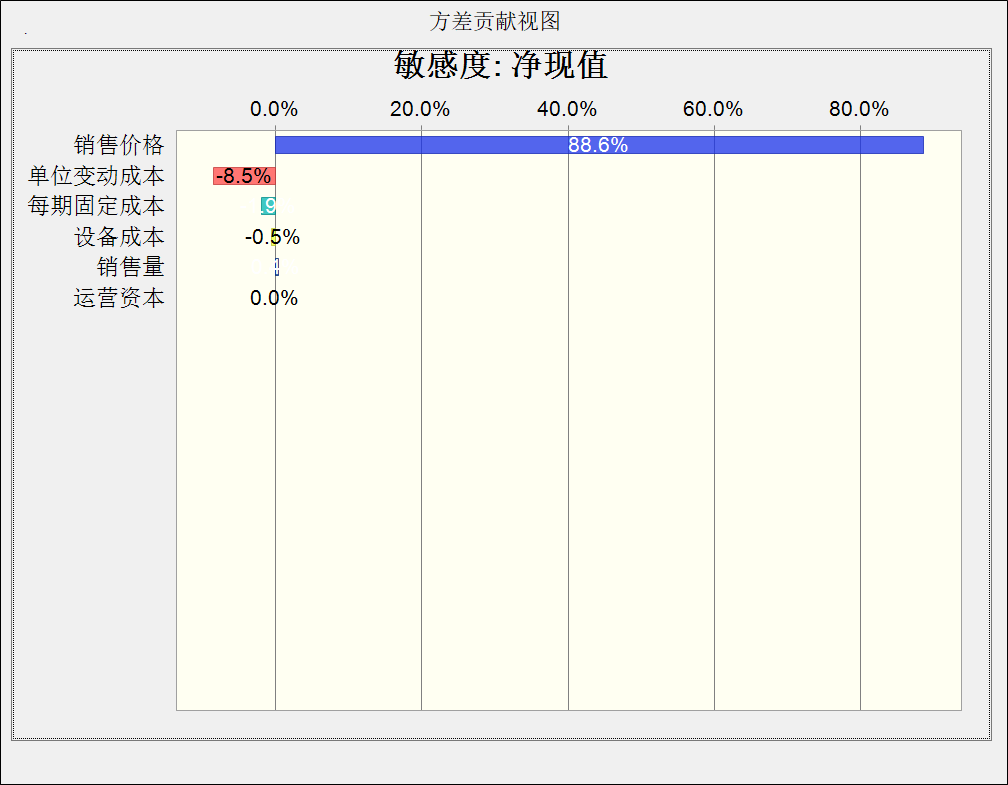 方差贡献视图
.
敏感度: 净现值
0.0% 20.0% 40.0% 60.0% 80.0%
销售价格 88.6%
单位变动成本 -8.5%
每期固定成本 .9
设备成本 -0.5%
销售量
运营资本 0.0%